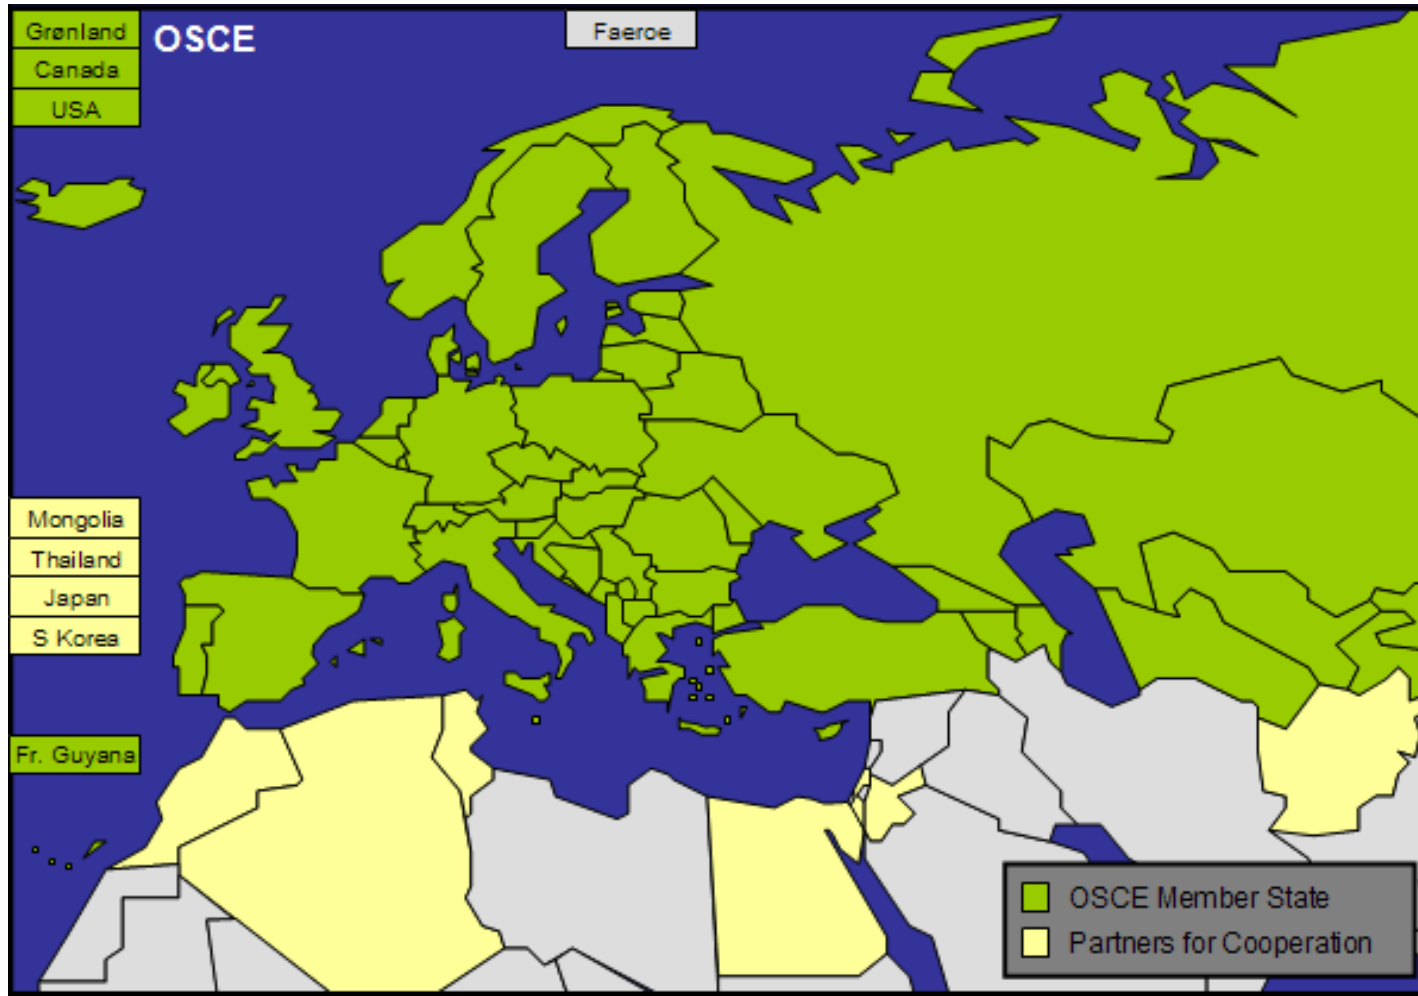 Grønland
OSCE
Faeroe
Canada
USA
Mongolia
Thailand
Japan
S Korea
Fr. Guyana
OSCE Member State
Partners for Cooperation